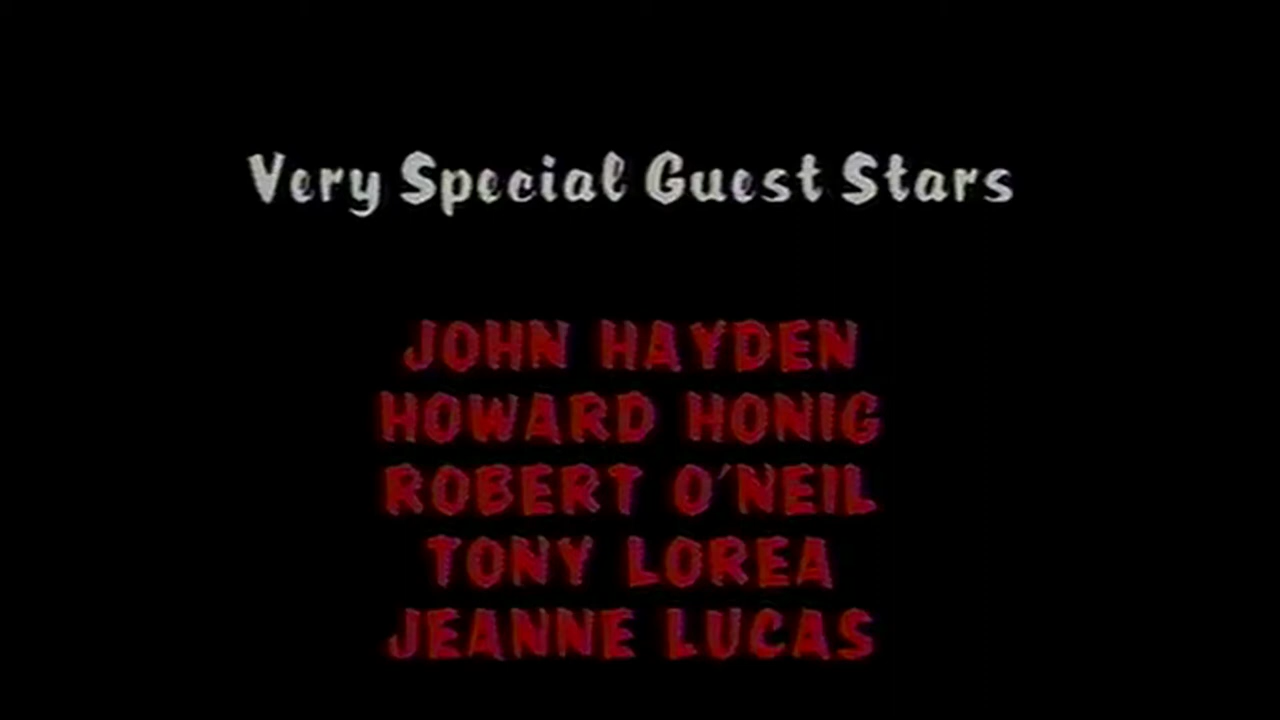 Very Special Guest Stars
JOHN HAYDEN
HOWARD HONIG
ROBERT O'NEIL
TONY LOREA
JEANNE LUCAS